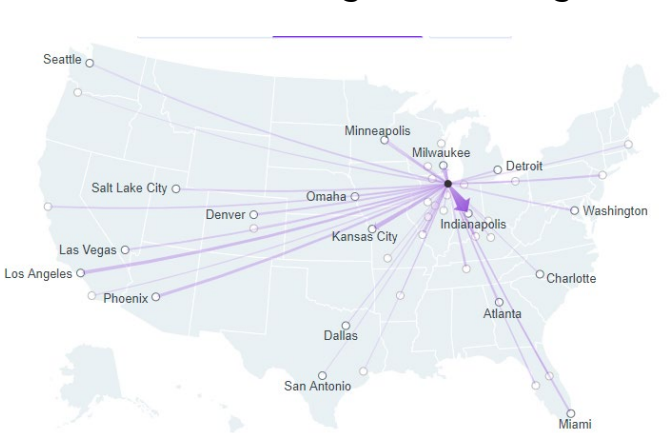 Seattle
Minneapolis
Milwaukee
Detroit
Salt Lake City
Omaha
Denver
Washington
Indianapolis
Kansas City
Las Vegas
Los Angeles
Charlotte
Phoenix
Atlanta
Dallas
San Antonio
Miami